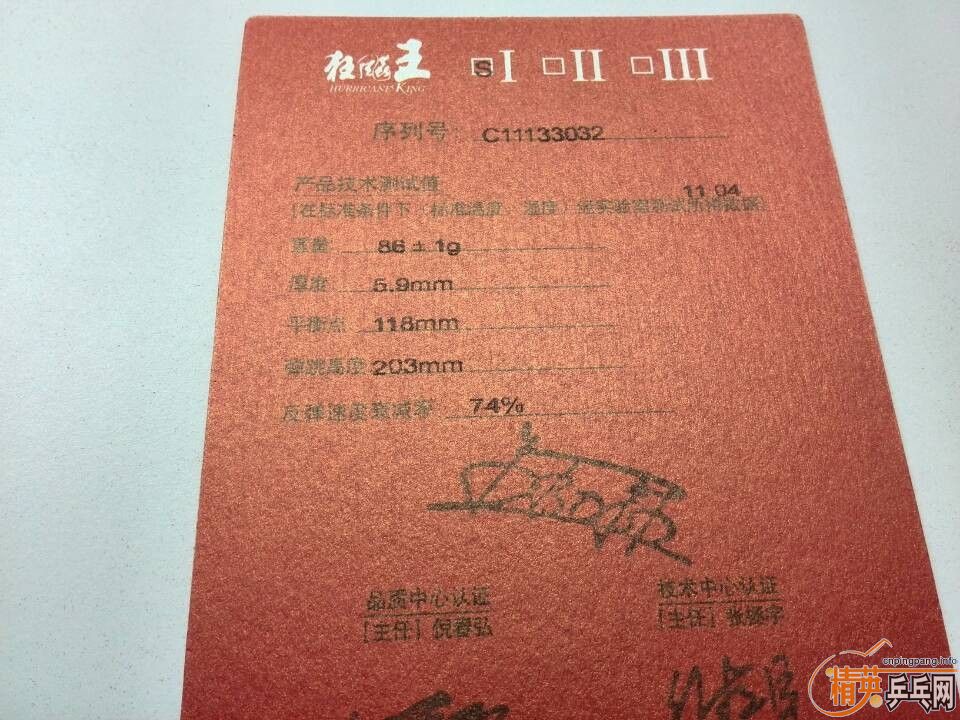 狂飚王 S I □ II □ III
HURRICANE KING
序列号: C11133032
产品技术测试值 11.04
[在标准条件下(标准温度、湿度)经实验室测试所得数据]
重量 86±1g
厚度 5.9mm
平衡点 118mm
弹跳高度 203mm
反弹速度衰减率 74%
品质中心认证 技术中心认证
[主任] 倪 弘 [主任] 张 宇
cnpingpang.info
精英乒乓网